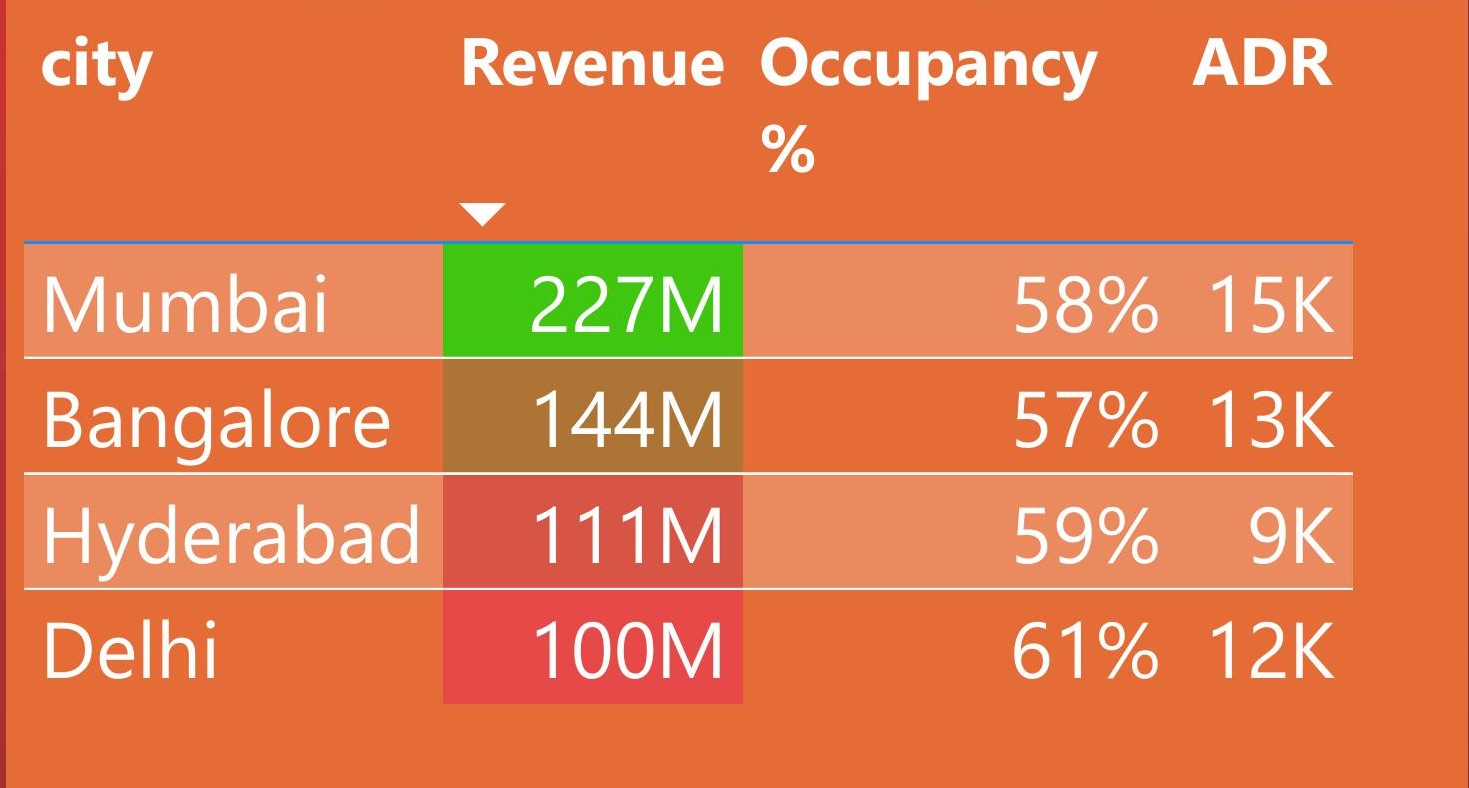 city Revenue Occupancy % ADR
Mumbai 227M 58% 15K
Bangalore 144M 57% 13K
Hyderabad 111M 59% 9K
Delhi 100M 61% 12K